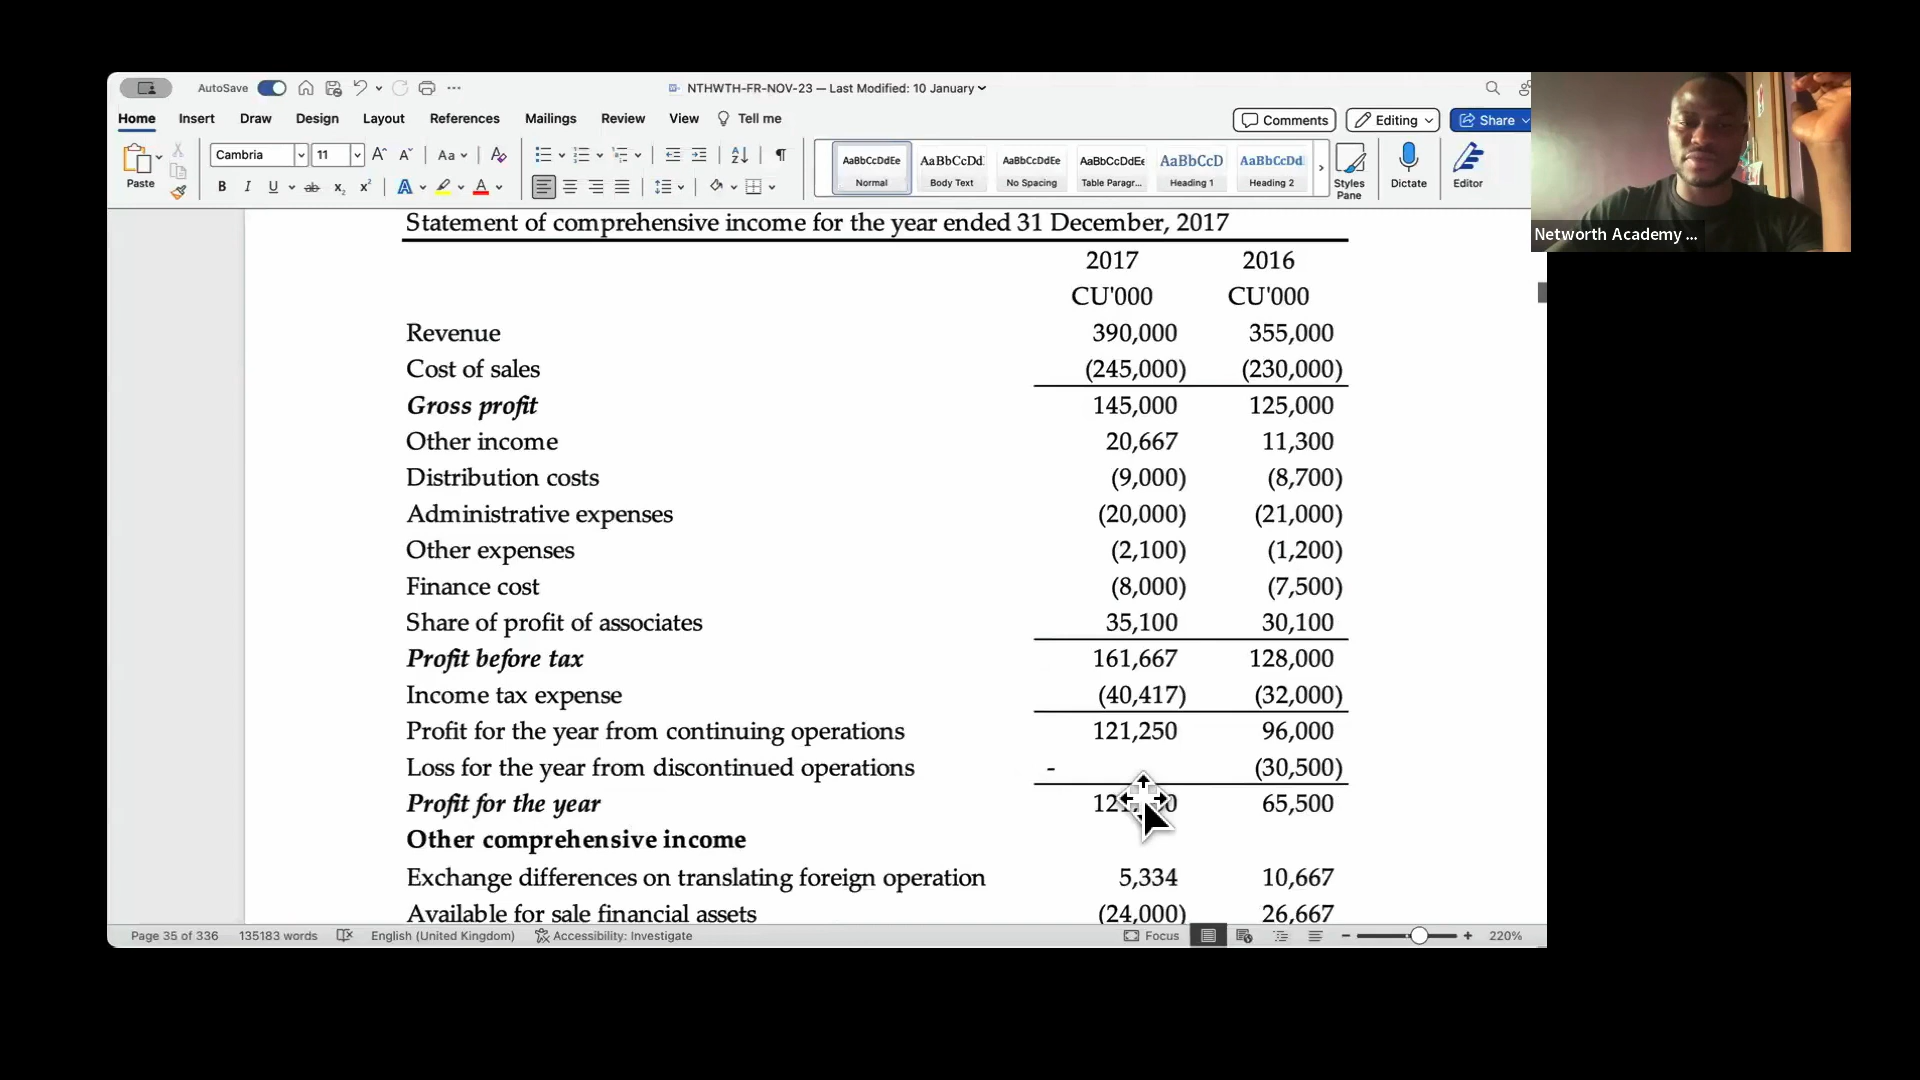 AutoSave
NTHWTH-FR-NOV-23 — Last Modified: 10 January
Home Insert Draw Design Layout References Mailings Review View Tell me
Comments Editing Share
Paste
Cambria 11
Aa
B I U ab x₂ x² A A
AaBbCcDdEe AaBbCcDd AaBbCcDdEe AaBbCcDdEe AaBbCcD AaBbCcDd
Normal Body Text No Spacing Table Paragr... Heading 1 Heading 2
Styles Pane
Dictate
Editor
Networth Academy ...
Statement of comprehensive income for the year ended 31 December, 2017
2017 2016
CU'000 CU'000
Revenue 390,000 355,000
Cost of sales (245,000) (230,000)
Gross profit 145,000 125,000
Other income 20,667 11,300
Distribution costs (9,000) (8,700)
Administrative expenses (20,000) (21,000)
Other expenses (2,100) (1,200)
Finance cost (8,000) (7,500)
Share of profit of associates 35,100 30,100
Profit before tax 161,667 128,000
Income tax expense (40,417) (32,000)
Profit for the year from continuing operations 121,250 96,000
Loss for the year from discontinued operations - (30,500)
Profit for the year 65,500
Other comprehensive income
Exchange differences on translating foreign operation 5,334 10,667
Available for sale financial assets (24,000) 26,667
Page 35 of 336 135183 words English (United Kingdom) Accessibility: Investigate Focus 220%